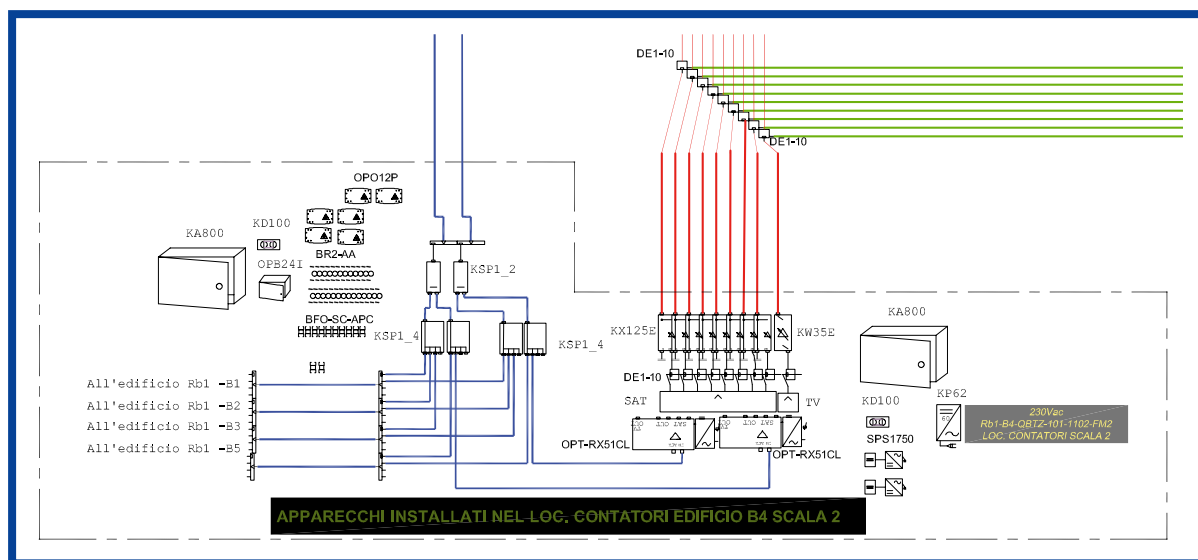 DE1-10
DE1-10
OPO12P
KD100
KA800
BR2-AA
OPB24I
KSP1_2
BFO-SC-APC
KSP1_4
KSP1_4
KX125E
KW35E
KA800
All'edificio Rb1 -B1
All'edificio Rb1 -B2
All'edificio Rb1 -B3
All'edificio Rb1 -B5
DE1-10
SAT
TV
KD100
KP62
230Vac
Rb1-B4-QBTZ-101-1102-FM2
LOC. CONTATORI SCALA 2
SPS1750
OPT-RX51CL
OPT-RX51CL
APPARECCHI INSTALLATI NEL LOC. CONTATORI EDIFICIO B4 SCALA 2